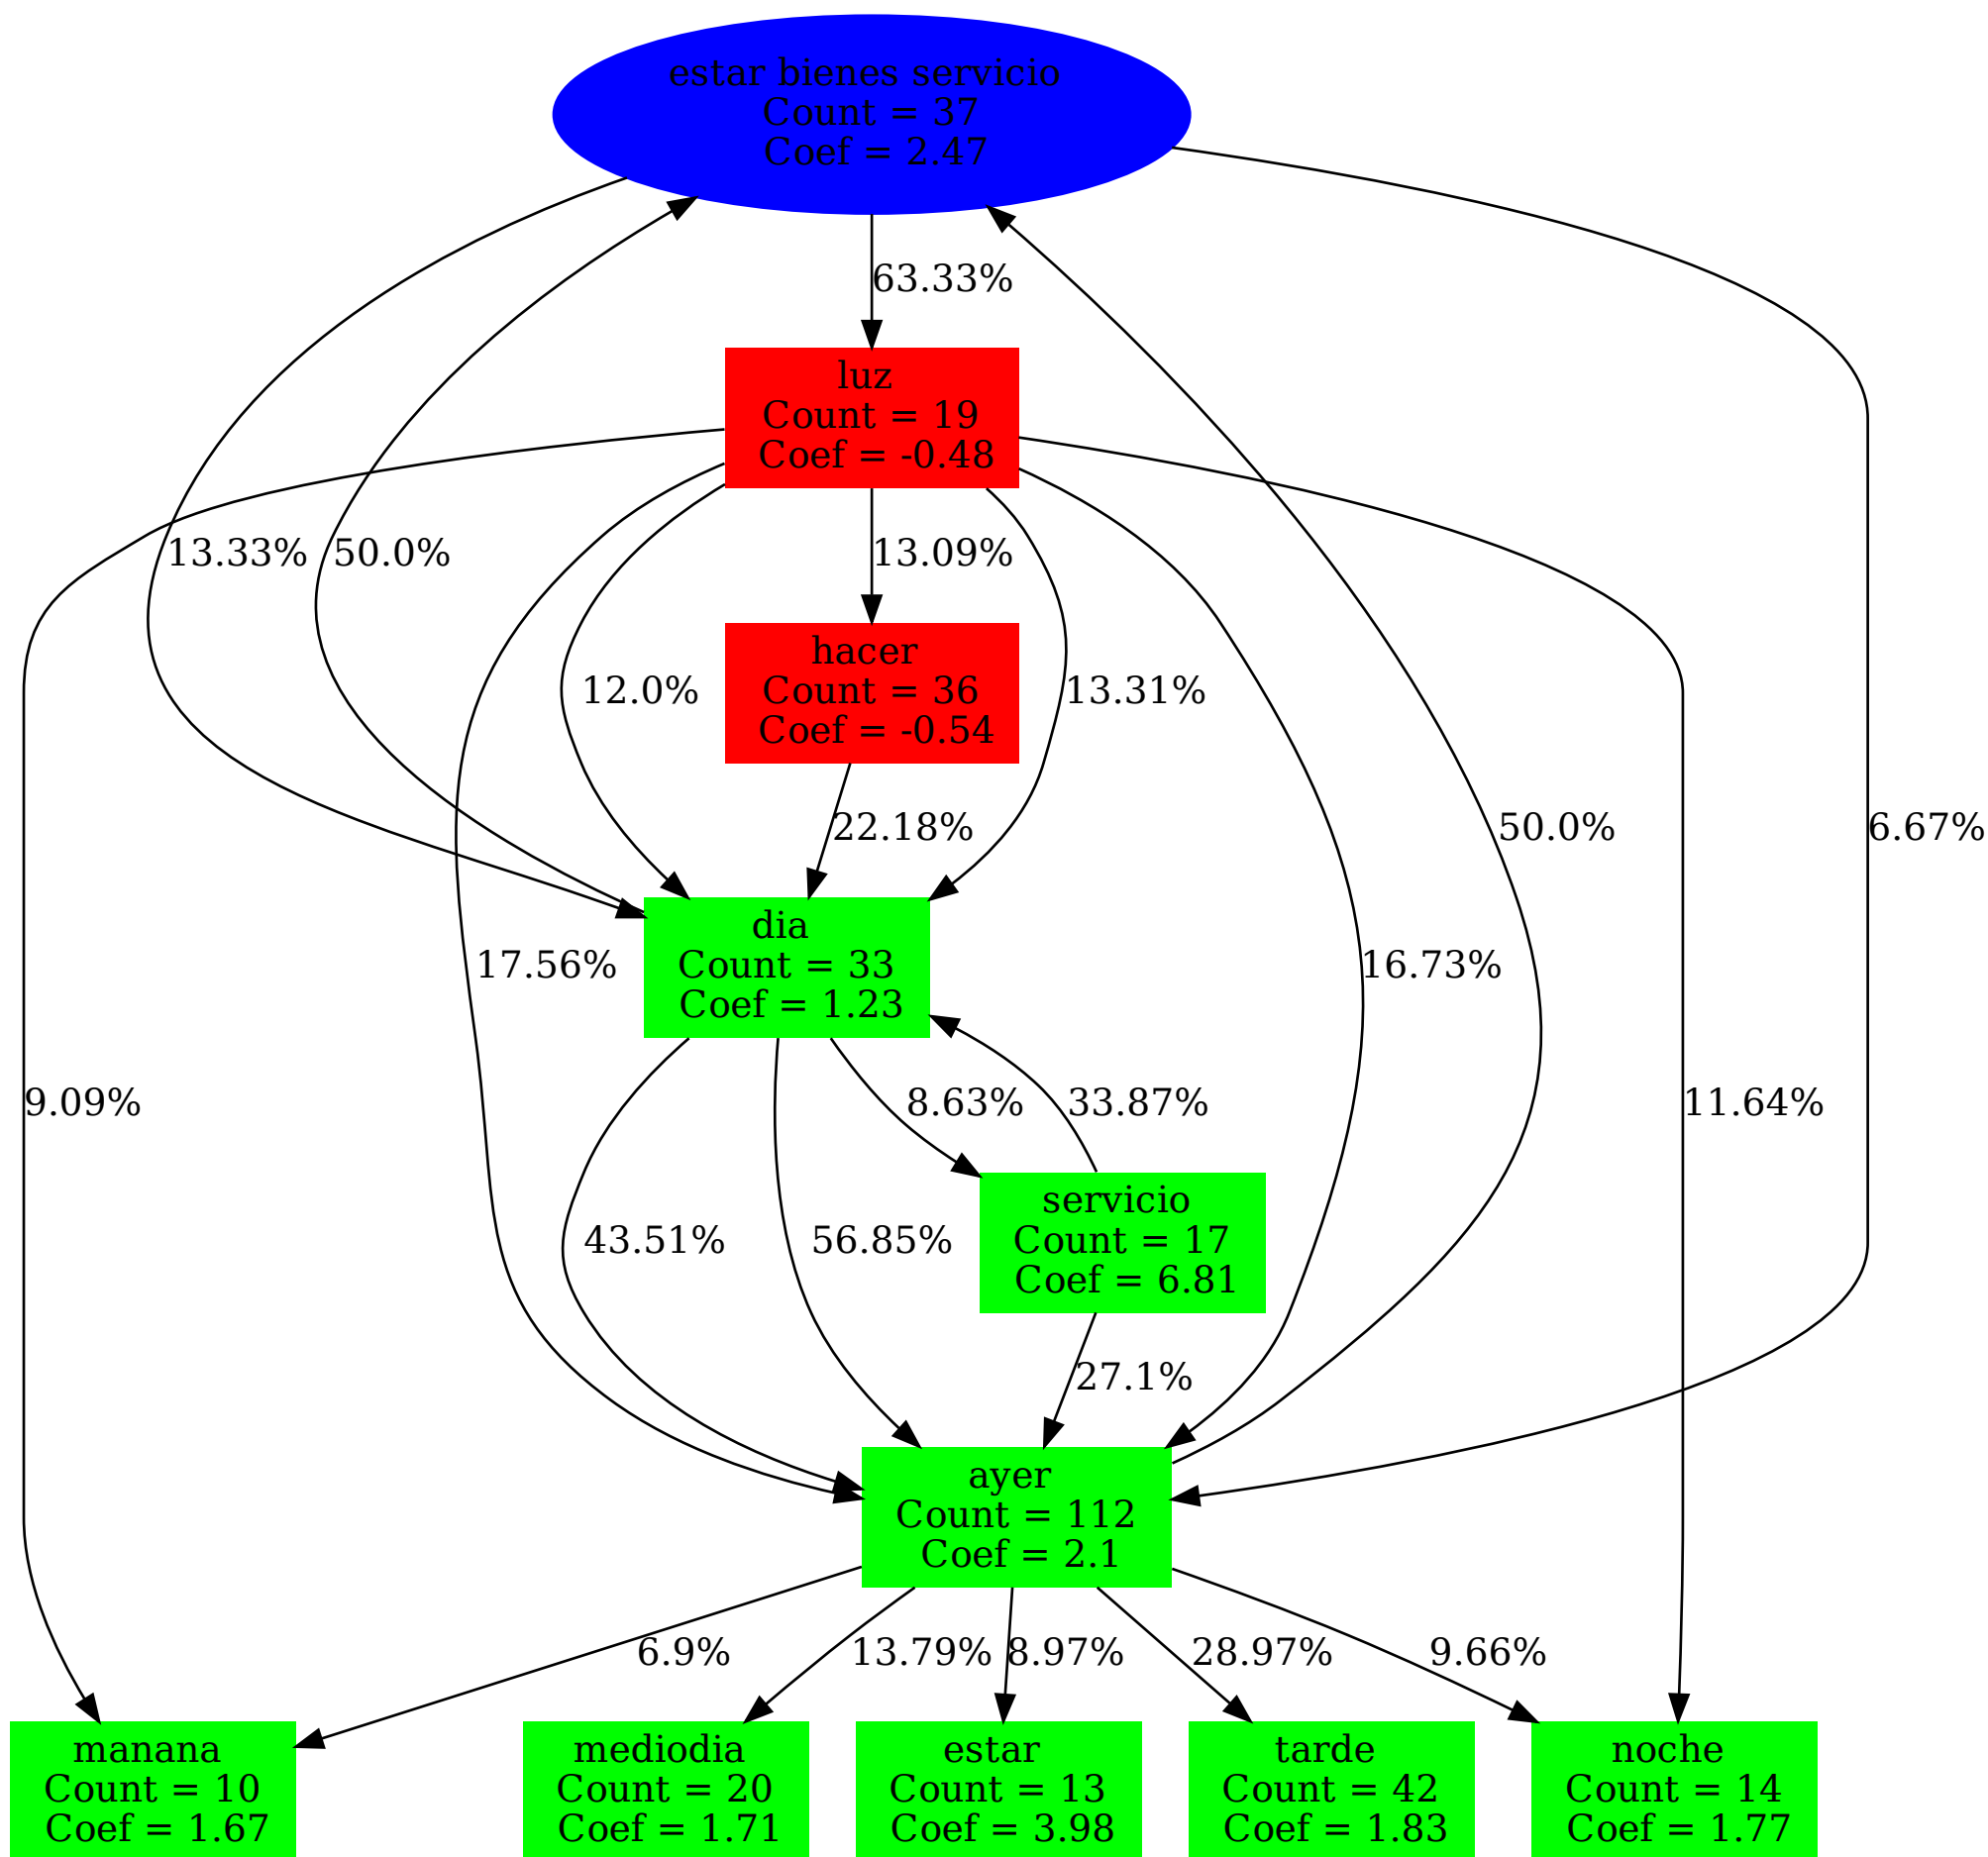 estar bienes servicio
Count = 37
Coef = 2.47
63.33%
luz
Count = 19
Coef = -0.48
13.33%
50.0%
13.09%
hacer
Count = 36
Coef = -0.54
12.0%
13.31%
22.18%
50.0%
6.67%
dia
Count = 33
Coef = 1.23
17.56%
16.73%
9.09%
8.63%
33.87%
11.64%
servicio
Count = 17
Coef = 6.81
43.51%
56.85%
27.1%
ayer
Count = 112
Coef = 2.1
6.9%
13.79%
8.97%
28.97%
9.66%
manana
Count = 10
Coef = 1.67
mediodia
Count = 20
Coef = 1.71
estar
Count = 13
Coef = 3.98
tarde
Count = 42
Coef = 1.83
noche
Count = 14
Coef = 1.77